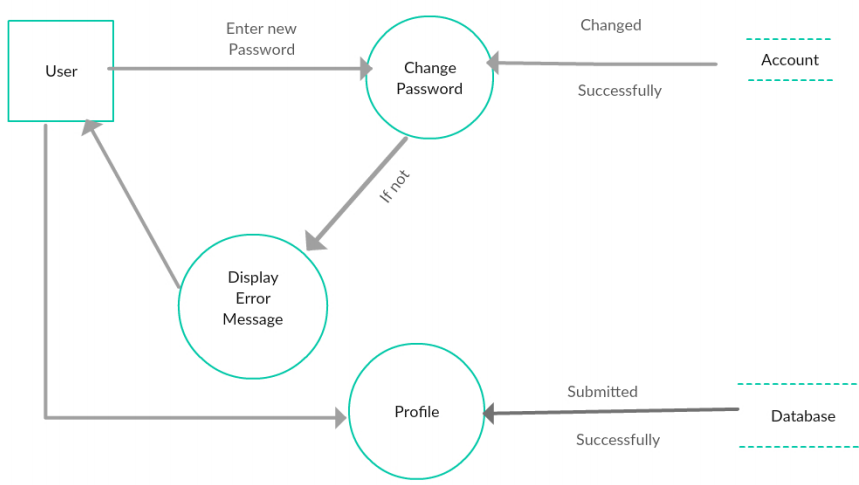 User
Enter new
Password
Change
Password
Changed
Successfully
Account
If not
Display
Error
Message
Profile
Submitted
Successfully
Database